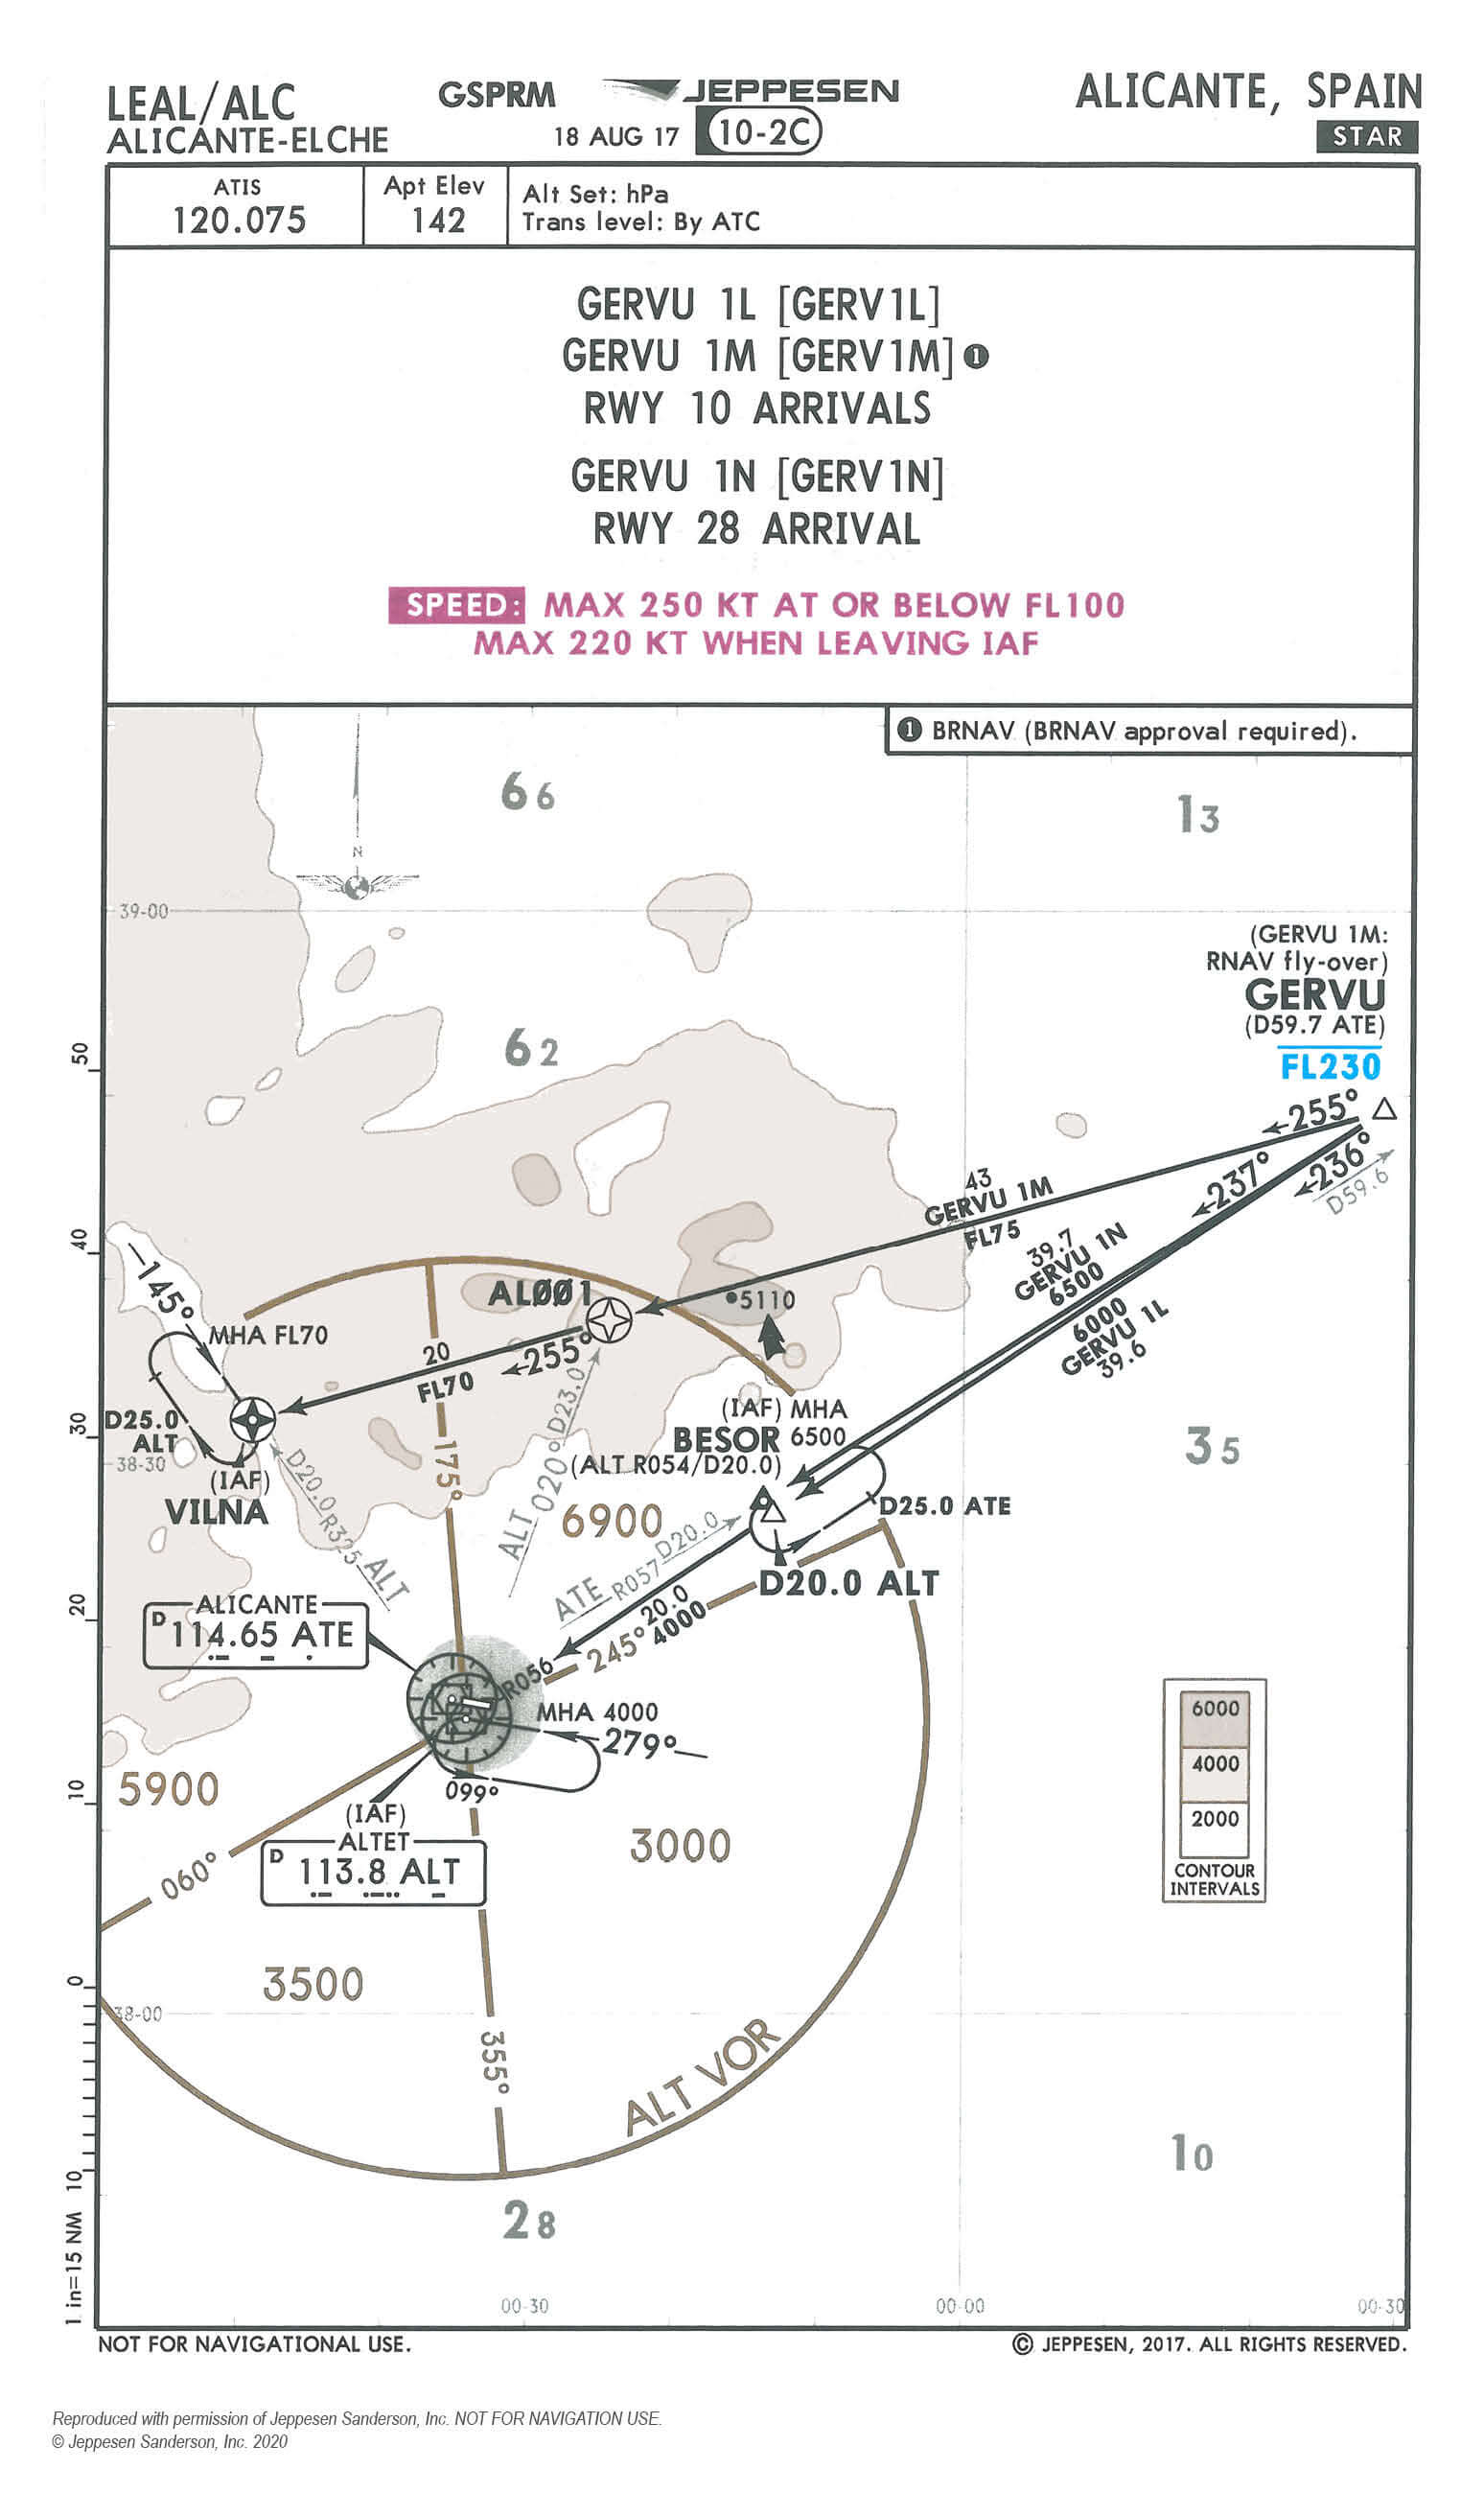 LEAL/ALC
ALICANTE-ELCHE
GSPRM
JEPPESEN
18 AUG 17
10-2C
ALICANTE, SPAIN
STAR
ATIS
120.075
Apt Elev
142
Alt Set: hPa
Trans level: By ATC
GERVU 1L [GERV1L]
GERVU 1M [GERV1M] ❶
RWY 10 ARRIVALS
GERVU 1N [GERV1N]
RWY 28 ARRIVAL
SPEED: MAX 250 KT AT OR BELOW FL100
MAX 220 KT WHEN LEAVING IAF
❶ BRNAV (BRNAV approval required).
66
13
N
39-00
(GERVU 1M:
RNAV fly-over)
GERVU
(D59.7 ATE)
FL230
62
50
255°
236°
D59.6
237°
43
GERVU 1M
FL75
39.7
GERVU 1N
6500
6000
GERVU 1L
39.6
40
145°
MHA FL70
ALØØ1
5110
20
FL70
255°
30
D25.0
ALT
38-30
(IAF)
VILNA
D20.0
R325
ALT
175°
ALT 020° D23.0
(IAF) MHA
BESOR 6500
(ALT R054/D20.0)
35
6900
D25.0 ATE
ATE R057 D20.0
D20.0 ALT
20
ALICANTE
D 114.65 ATE
20.0
4000
245°
R056
MHA 4000
279°
099°
6000
4000
2000
CONTOUR
INTERVALS
10
5900
(IAF)
ALTET
D 113.8 ALT
3000
060°
3500
0
38-00
355°
ALT VOR
10
10
28
1 in=15 NM
00-30
00-00
00-30
NOT FOR NAVIGATIONAL USE.
© JEPPESEN, 2017. ALL RIGHTS RESERVED.
Reproduced with permission of Jeppesen Sanderson, Inc. NOT FOR NAVIGATION USE.
© Jeppesen Sanderson, Inc. 2020